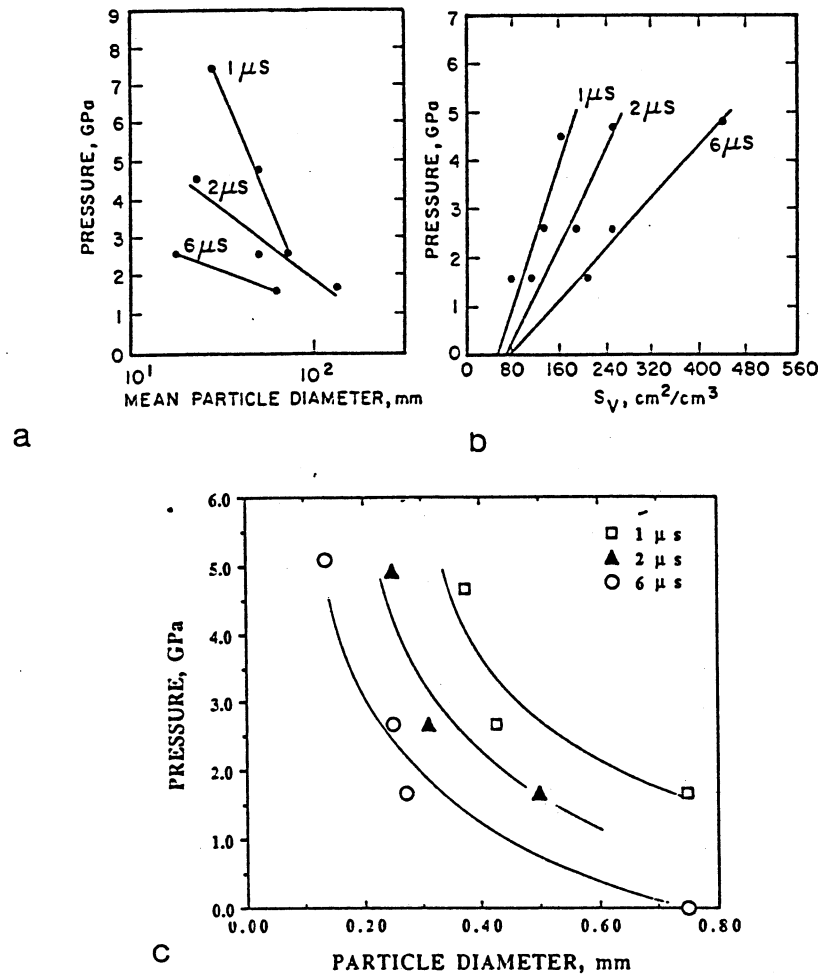 PRESSURE, GPa
9
8
7
6
5
4
3
2
1
0
1 μS
2 μS
6 μS
10¹ 10²
MEAN PARTICLE DIAMETER, mm
a
PRESSURE, GPa
7
6
5
4
3
2
1
0
1 μS
2 μS
6 μS
0 80 160 240 320 400 480 560
S_V, cm²/cm³
b
PRESSURE, GPa
6.0
5.0
4.0
3.0
2.0
1.0
0.0
1 μ s
2 μ s
6 μ s
0.00 0.20 0.40 0.60 0.80
PARTICLE DIAMETER, mm
c